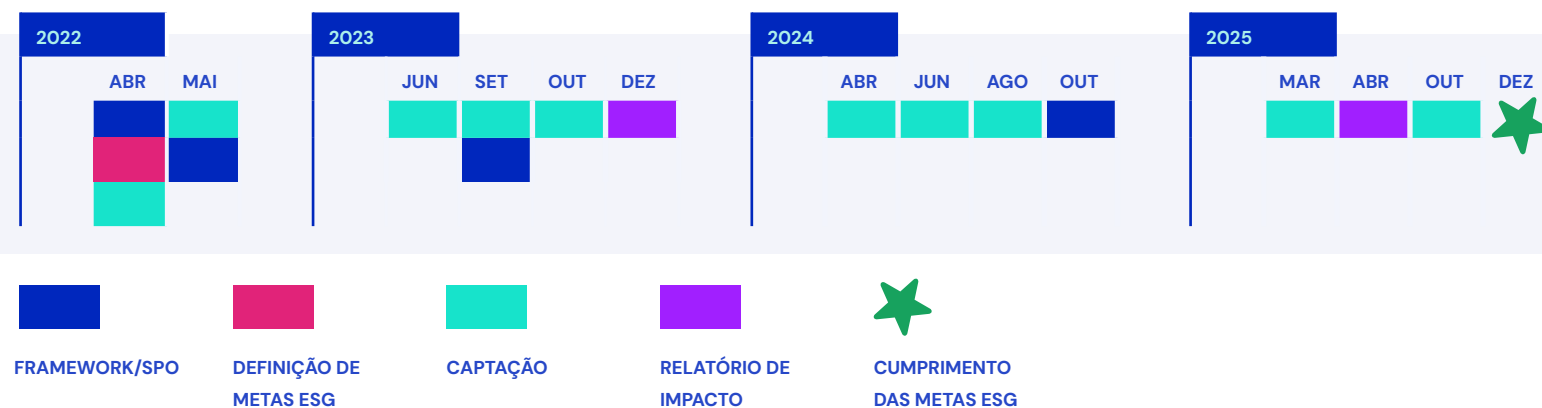 2022
2023
2024
2025
ABR MAI
JUN SET OUT DEZ
ABR JUN AGO OUT
MAR ABR OUT DEZ
FRAMEWORK/SPO
DEFINIÇÃO DE
METAS ESG
CAPTAÇÃO
RELATÓRIO DE
IMPACTO
CUMPRIMENTO
DAS METAS ESG